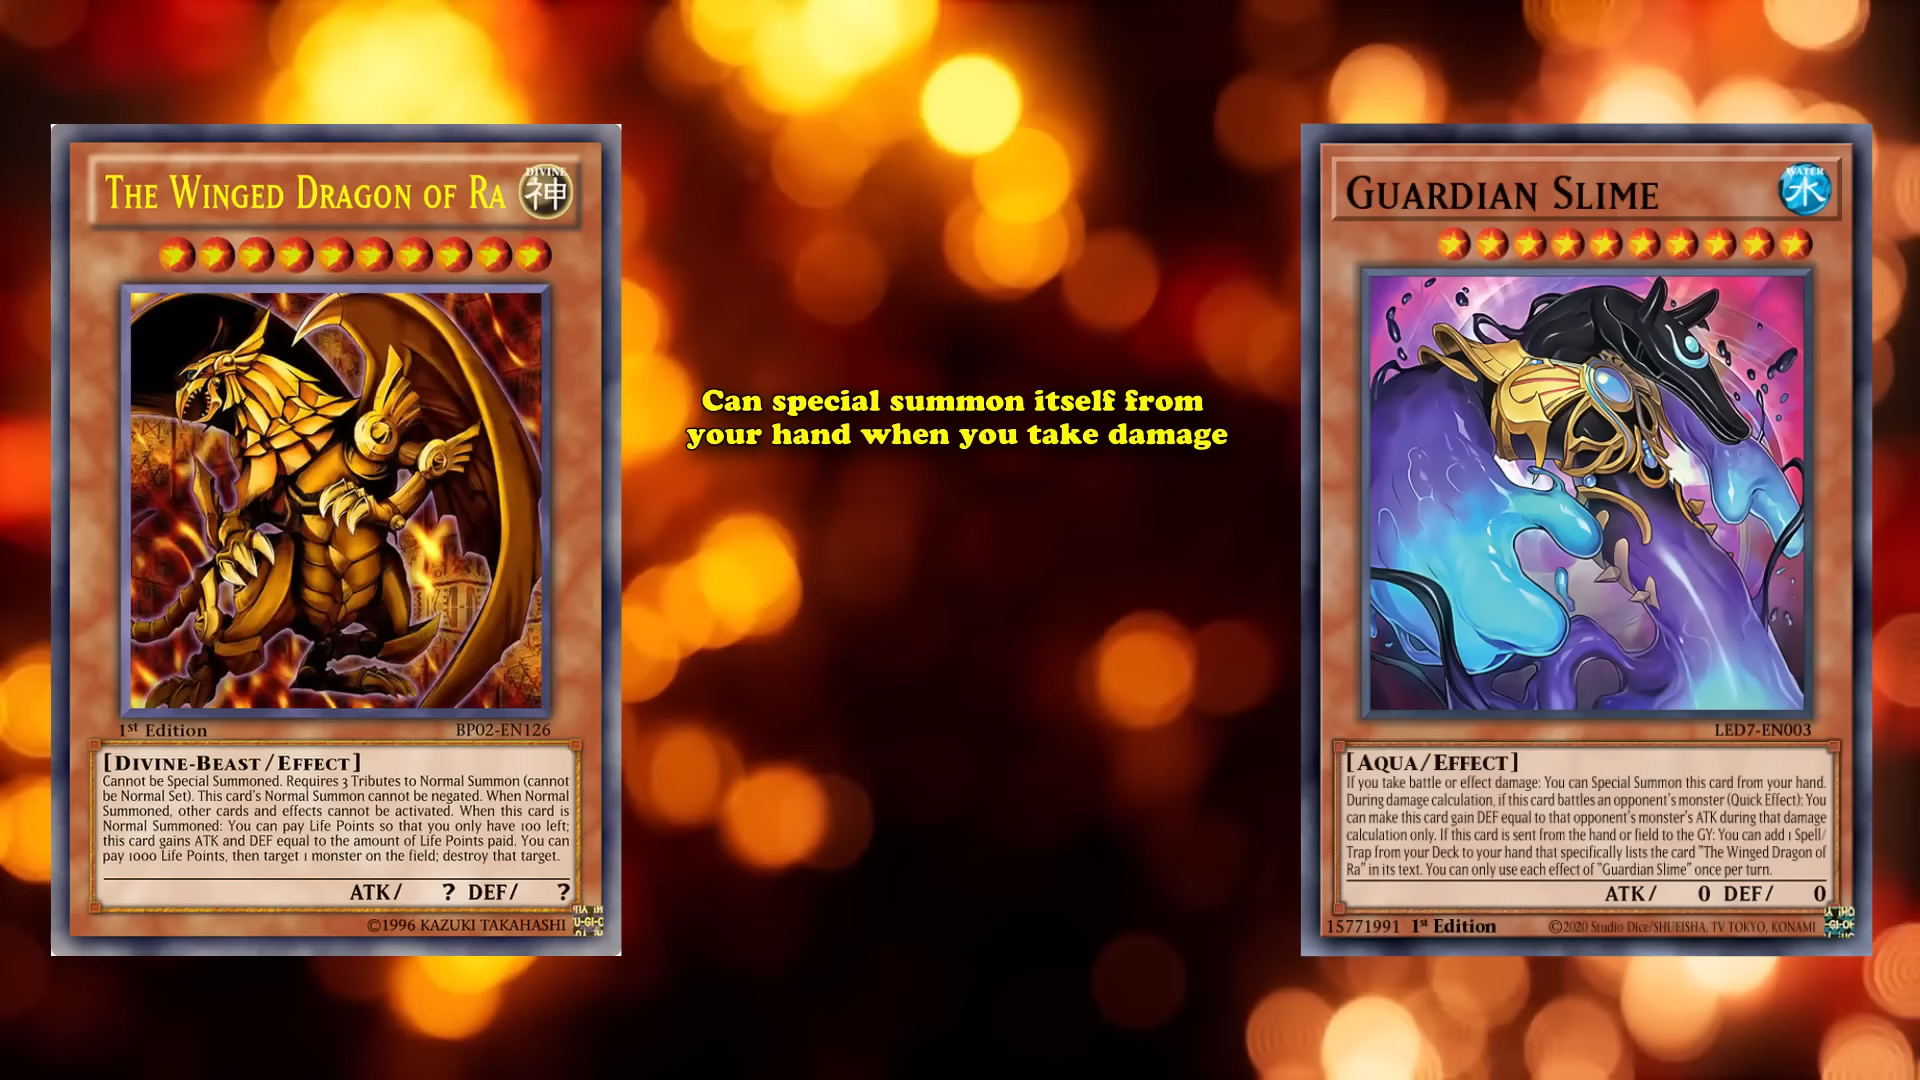 The Winged Dragon of Ra
DIVINE
神
1st Edition
BP02-EN126
[Divine-Beast/Effect]
Cannot be Special Summoned. Requires 3 Tributes to Normal Summon (cannot
be Normal Set). This card's Normal Summon cannot be negated. When Normal
Summoned, other cards and effects cannot be activated. When this card is
Normal Summoned: You can pay Life Points so that you only have 100 left;
this card gains ATK and DEF equal to the amount of Life Points paid. You can
pay 1000 Life Points, then target 1 monster on the field; destroy that target.
ATK/ ? DEF/ ?
©1996 KAZUKI TAKAHASHI
Can special summon itself from
your hand when you take damage
Guardian Slime
WATER
水
LED7-EN003
[Aqua/Effect]
If you take battle or effect damage: You can Special Summon this card from your hand.
During damage calculation, if this card battles an opponent's monster (Quick Effect): You
can make this card gain DEF equal to that opponent's monster's ATK during that damage
calculation only. If this card is sent from the hand or field to the GY: You can add 1 Spell/
Trap from your Deck to your hand that specifically lists the card "The Winged Dragon of
Ra" in its text. You can only use each effect of "Guardian Slime" once per turn.
ATK/ 0 DEF/ 0
15771991 1st Edition
©2020 Studio Dice/SHUEISHA, TV TOKYO, KONAMI